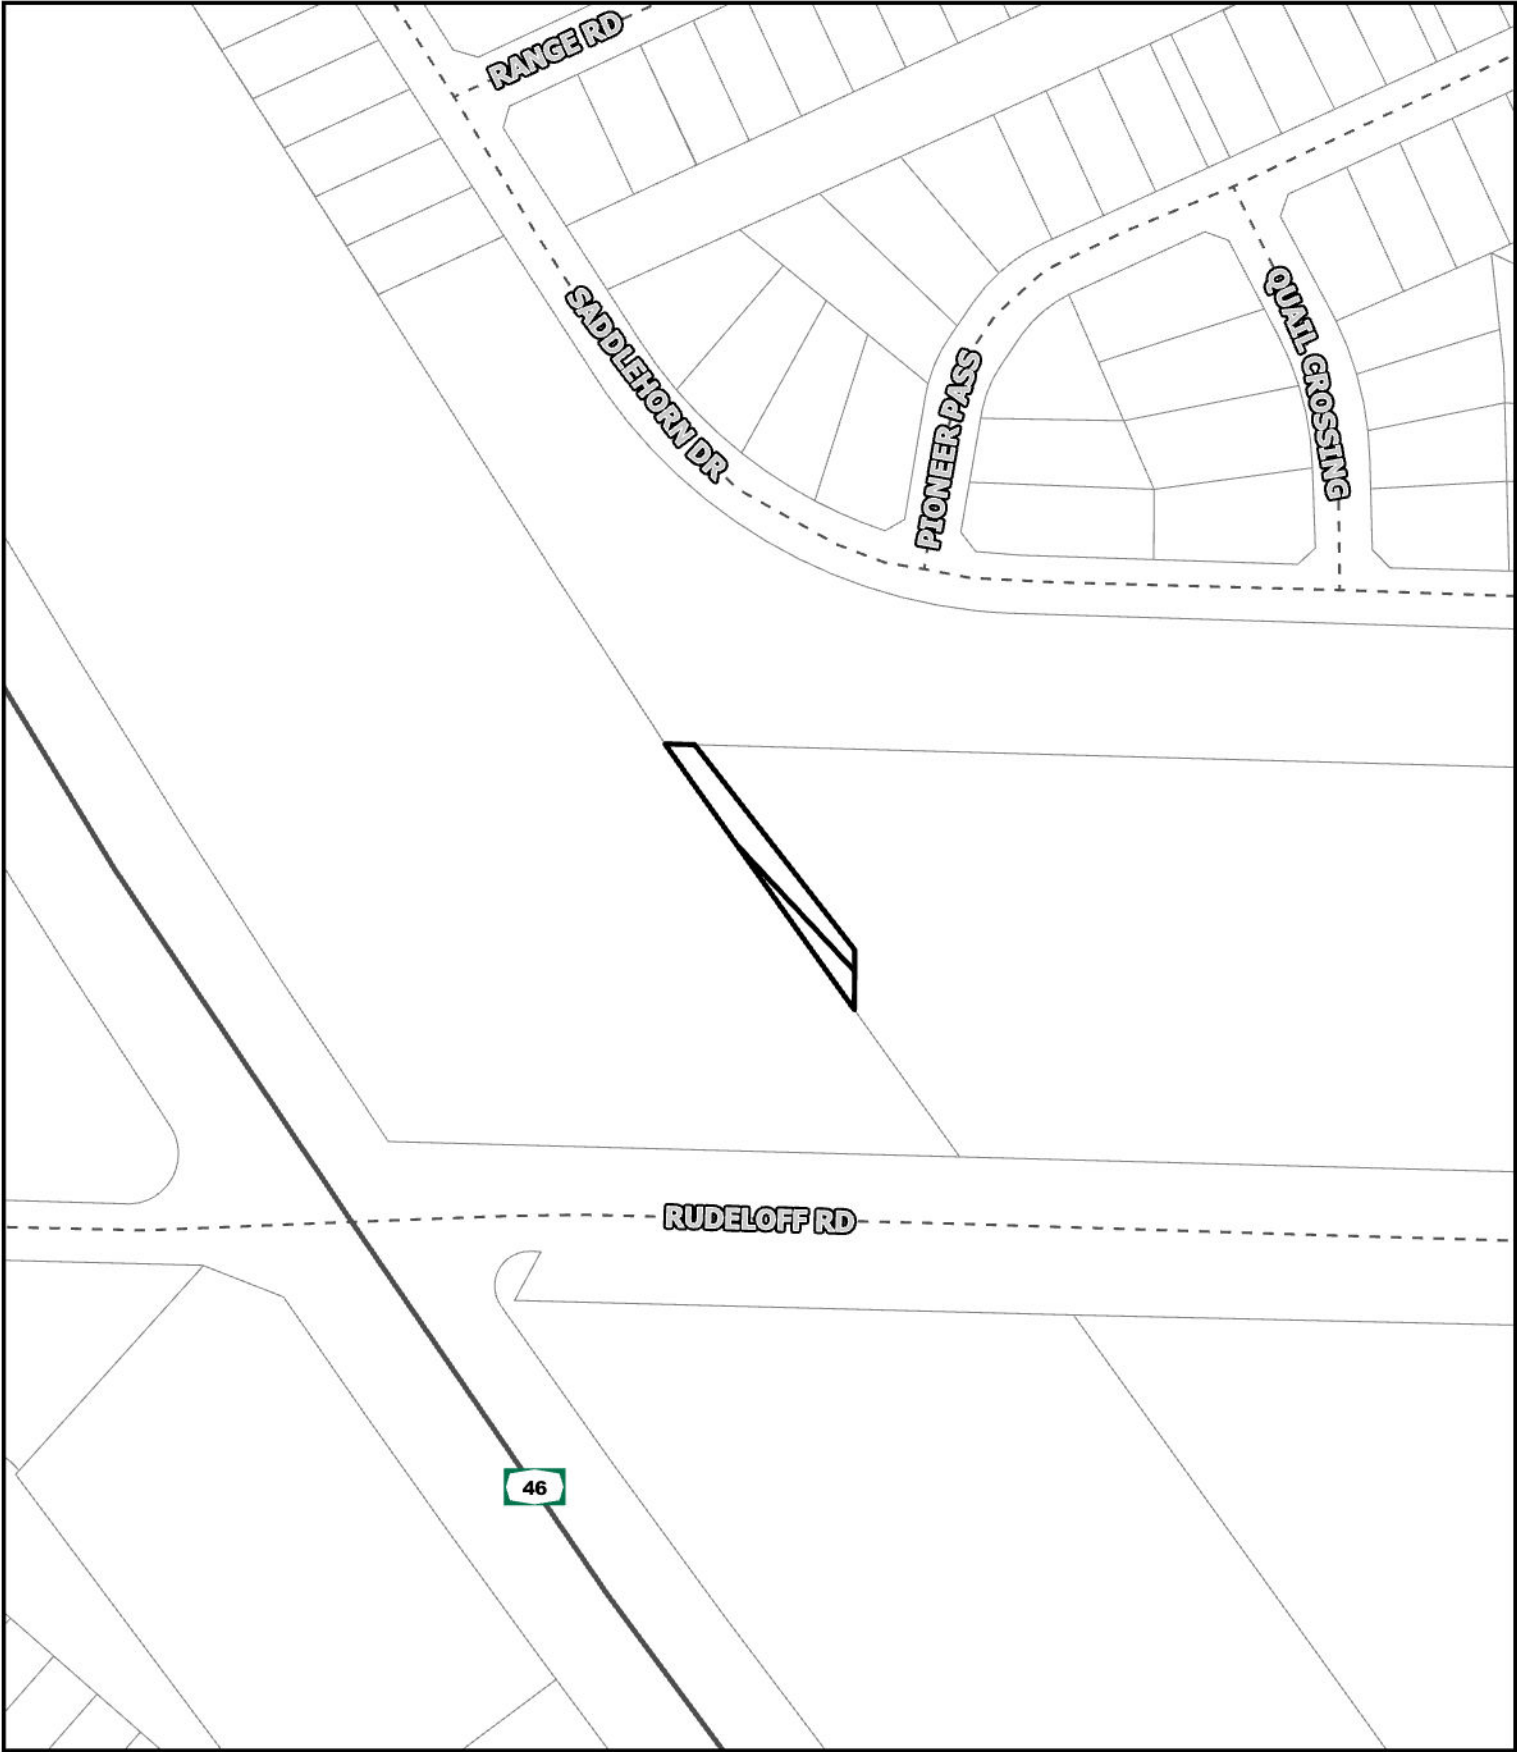 RANGE RD
QUAIL CROSSING
SADDLEHORN DR
PIONEER PASS
RUDELOFF RD
46